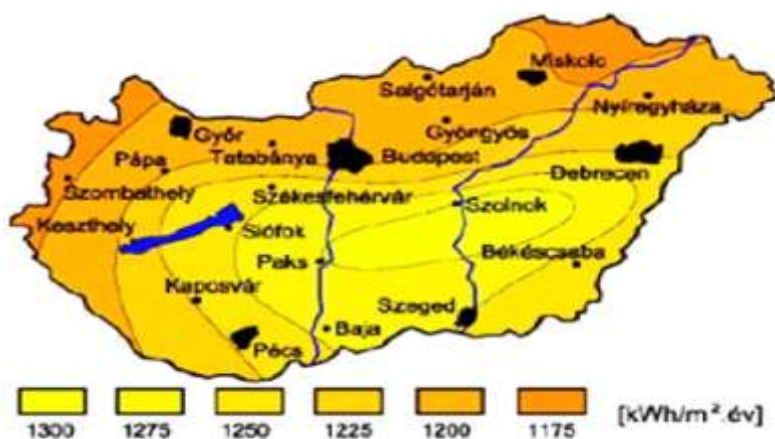 Miskolc
Salgótarján
Nyíregyháza
Győr
Gyöngyös
Pápa
Tatabánya
Budapest
Debrecen
Szombathely
Székesfehérvár
Szolnok
Keszthely
Siófok
Paks
Békéscsaba
Kaposvár
Szeged
Baja
Pécs
1300 1275 1250 1225 1200 1175 [kWh/m².év]